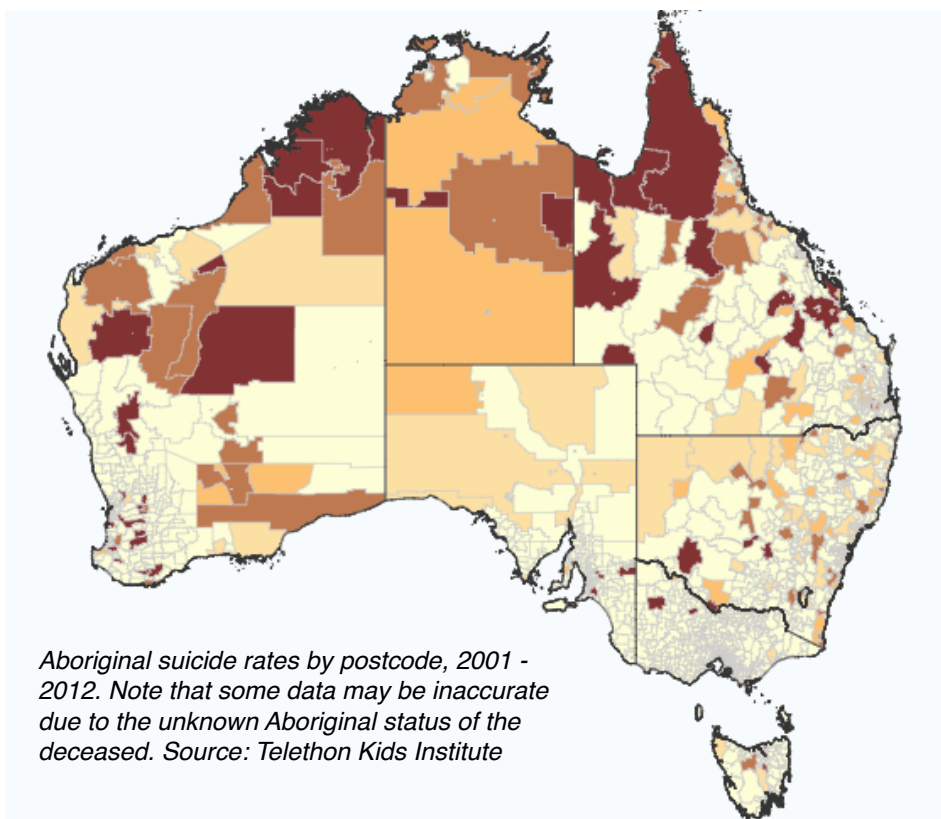 Aboriginal suicide rates by postcode, 2001 -
2012. Note that some data may be inaccurate
due to the unknown Aboriginal status of the
deceased. Source: Telethon Kids Institute